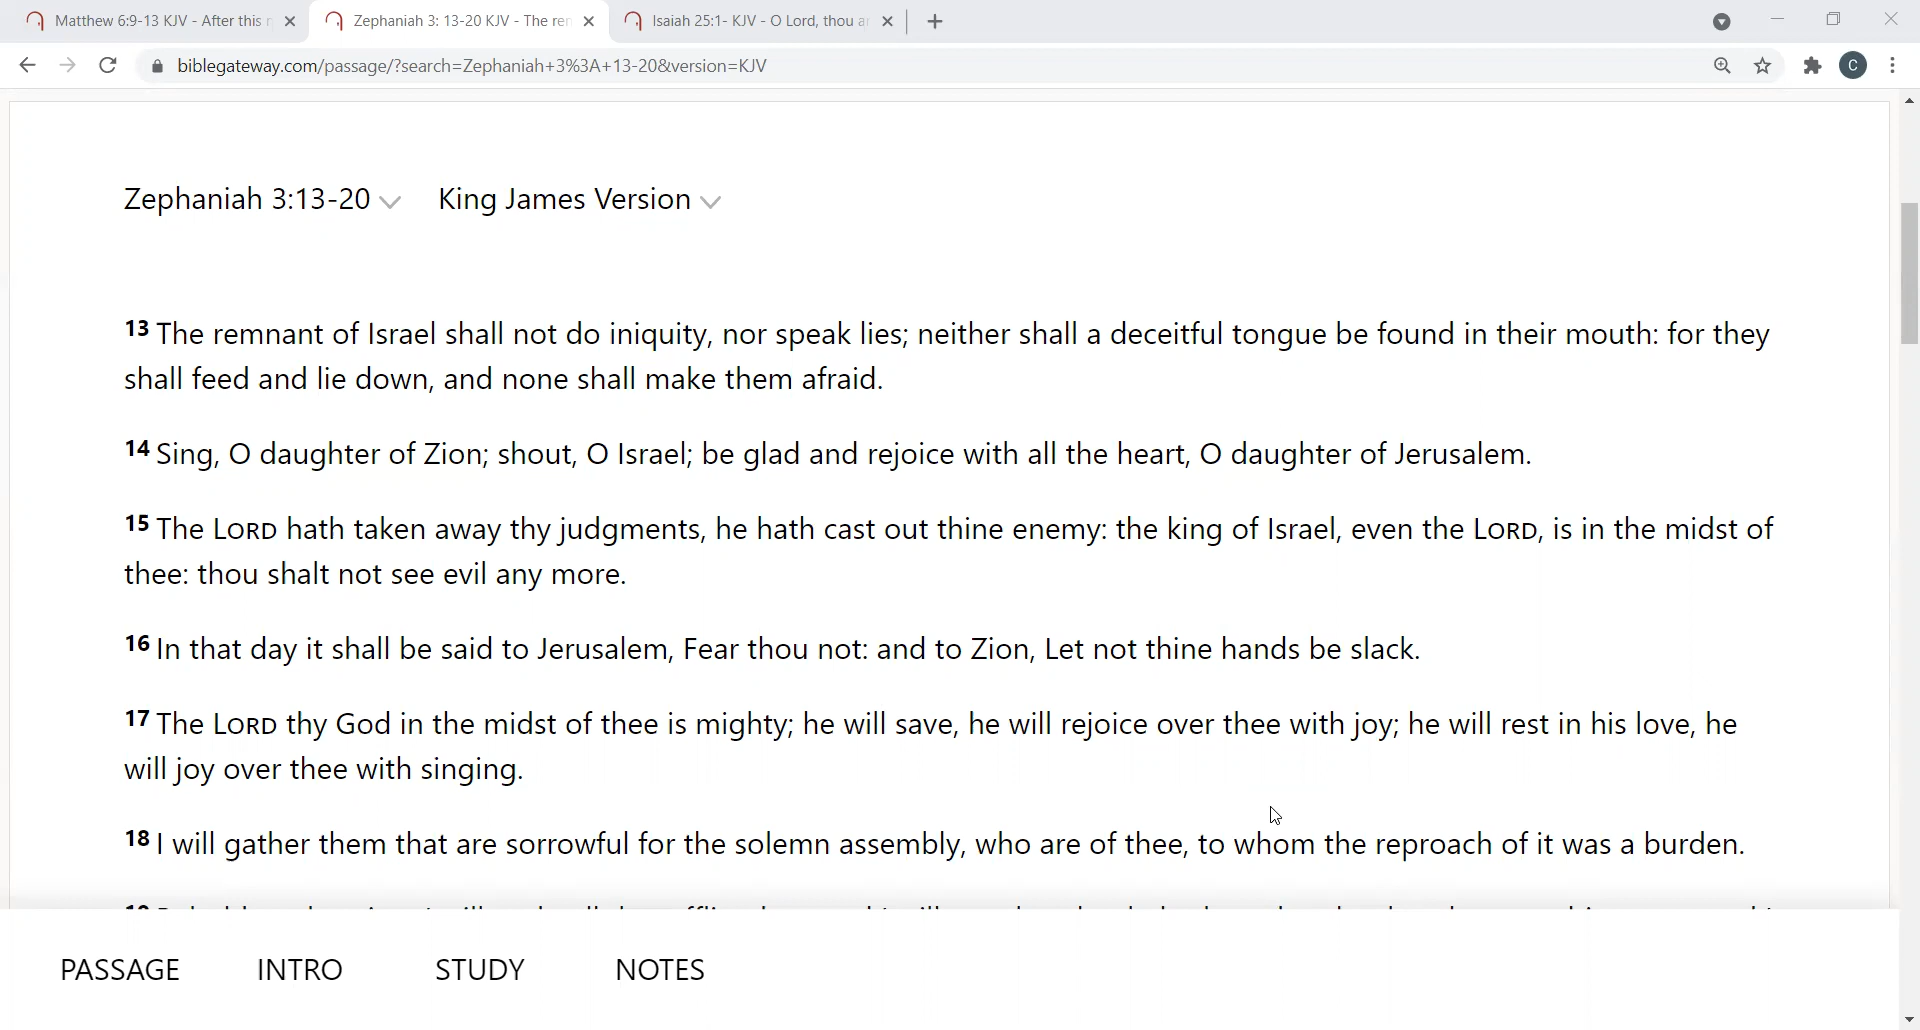 Matthew 6:9-13 KJV - After this
Zephaniah 3: 13-20 KJV - The
Isaiah 25:1- KJV - O Lord, thou
biblegateway.com/passage/?search=Zephaniah+3%3A+13-20&version=KJV
C
Zephaniah 3:13-20 King James Version
13 The remnant of Israel shall not do iniquity, nor speak lies; neither shall a deceitful tongue be found in their mouth: for they
shall feed and lie down, and none shall make them afraid.
14 Sing, O daughter of Zion; shout, O Israel; be glad and rejoice with all the heart, O daughter of Jerusalem.
15 The LORD hath taken away thy judgments, he hath cast out thine enemy: the king of Israel, even the LORD, is in the midst of
thee: thou shalt not see evil any more.
16 In that day it shall be said to Jerusalem, Fear thou not: and to Zion, Let not thine hands be slack.
17 The LORD thy God in the midst of thee is mighty; he will save, he will rejoice over thee with joy; he will rest in his love, he
will joy over thee with singing.
18 I will gather them that are sorrowful for the solemn assembly, who are of thee, to whom the reproach of it was a burden.
PASSAGE INTRO STUDY NOTES